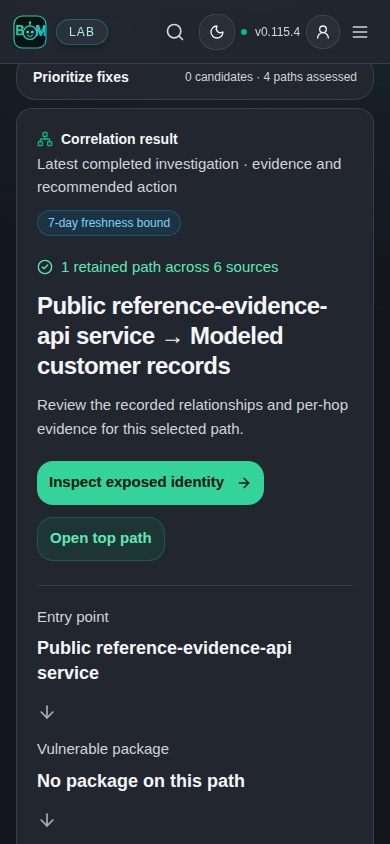 BOM
LAB
v0.115.4
Prioritize fixes
0 candidates · 4 paths assessed
Correlation result
Latest completed investigation · evidence and
recommended action
7-day freshness bound
1 retained path across 6 sources
Public reference-evidence-
api service → Modeled
customer records
Review the recorded relationships and per-hop
evidence for this selected path.
Inspect exposed identity →
Open top path
Entry point
Public reference-evidence-api
service
↓
Vulnerable package
No package on this path
↓